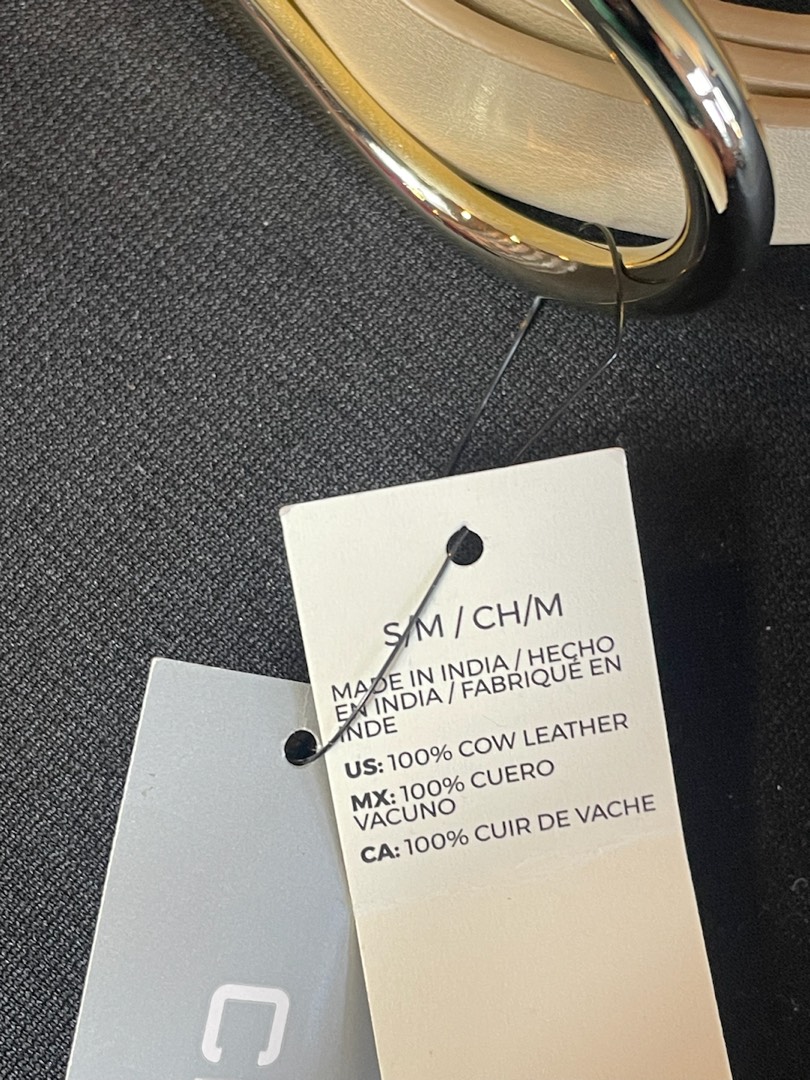 S/M / CH/M
MADE IN INDIA / HECHO
EN INDIA / FABRIQUÉ EN
INDE
US: 100% COW LEATHER
MX: 100% CUERO
VACUNO
CA: 100% CUIR DE VACHE